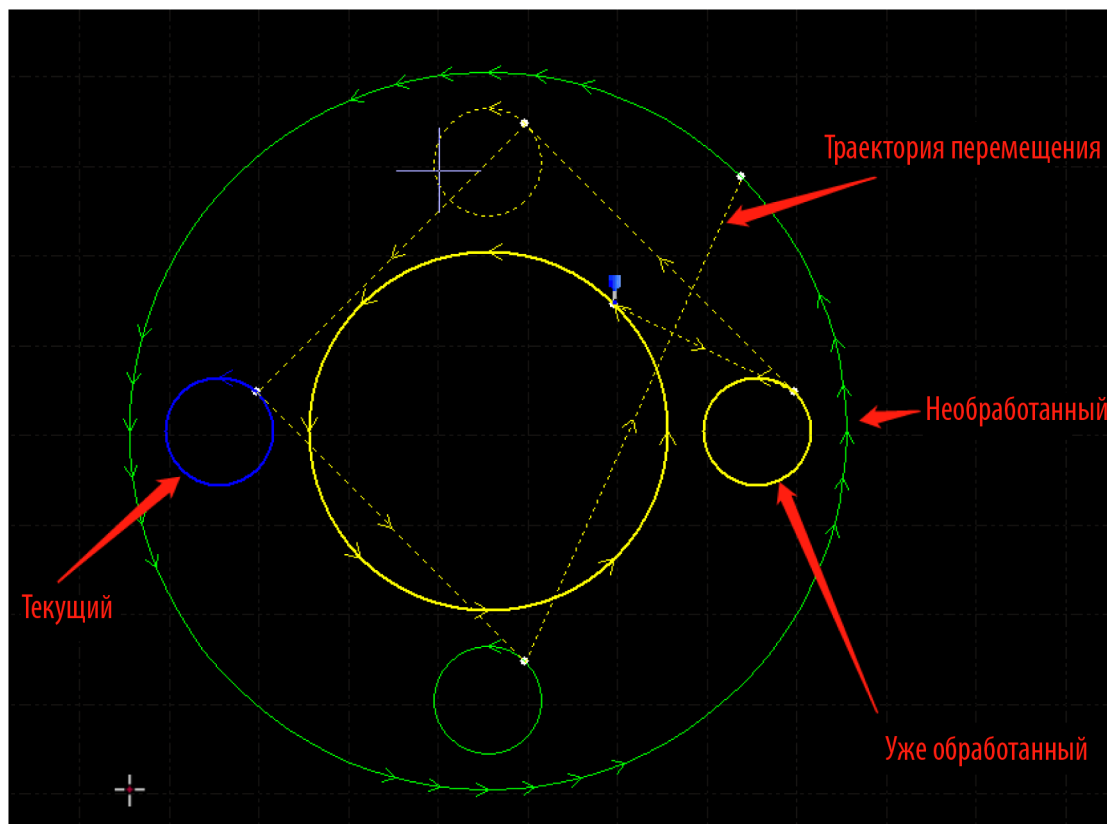 Траектория перемещения
Необработанный
Текущий
Уже обработанный